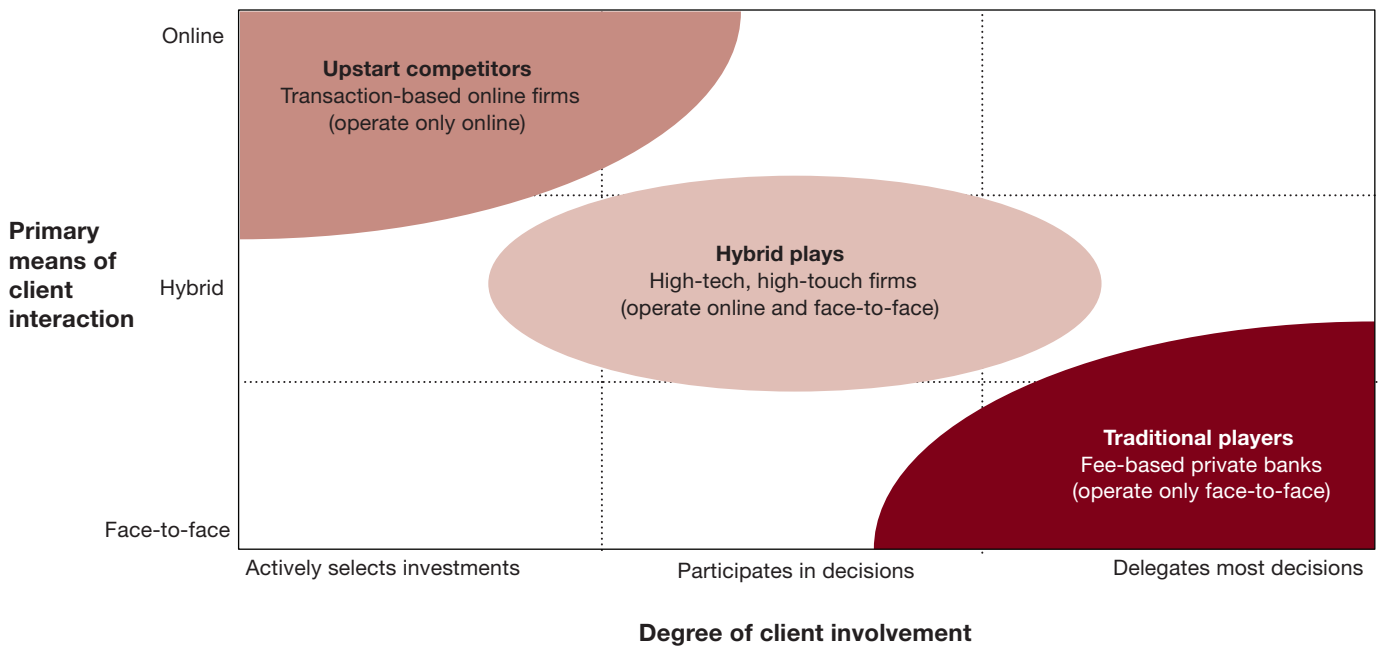 Online
Upstart competitors
Transaction-based online firms
(operate only online)
Primary
means of
client
interaction
Hybrid
Hybrid plays
High-tech, high-touch firms
(operate online and face-to-face)
Traditional players
Fee-based private banks
(operate only face-to-face)
Face-to-face
Actively selects investments
Participates in decisions
Delegates most decisions
Degree of client involvement